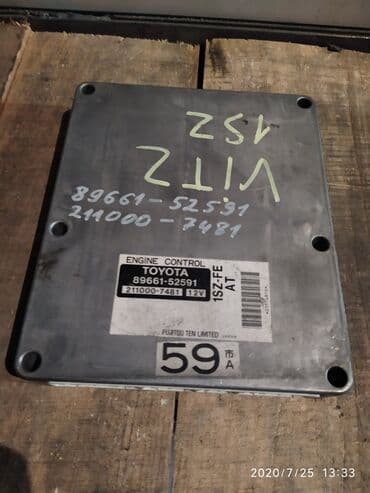 VITZ
1SZ
89661-52591
211000-7481
ENGINE CONTROL
TOYOTA
89661-52591
211000-7481 12V
1SZ-FE
AT
FUJITSU TEN LIMITED JAPAN
59
A
2020/7/25 13:33